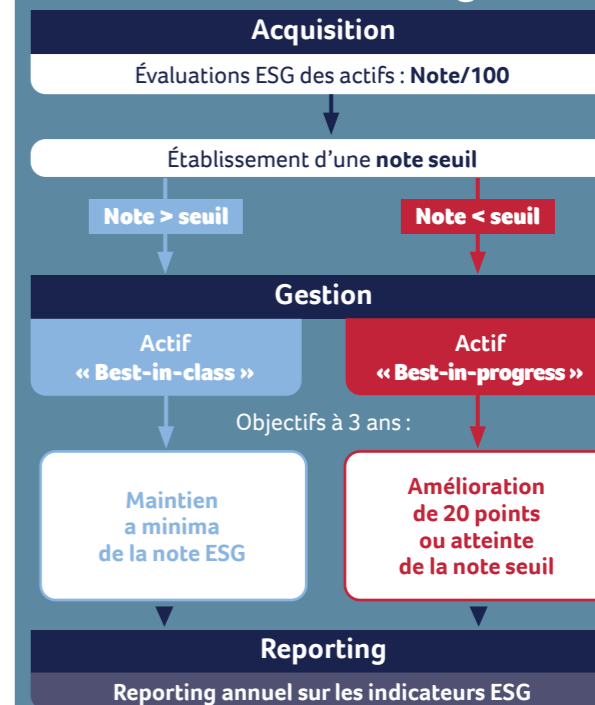 Acquisition
Évaluations ESG des actifs : Note/100
Établissement d’une note seuil
Note > seuil
Note < seuil
Gestion
Actif
« Best-in-class »
Actif
« Best-in-progress »
Objectifs à 3 ans :
Maintien
a minima
de la note ESG
Amélioration
de 20 points
ou atteinte
de la note seuil
Reporting
Reporting annuel sur les indicateurs ESG